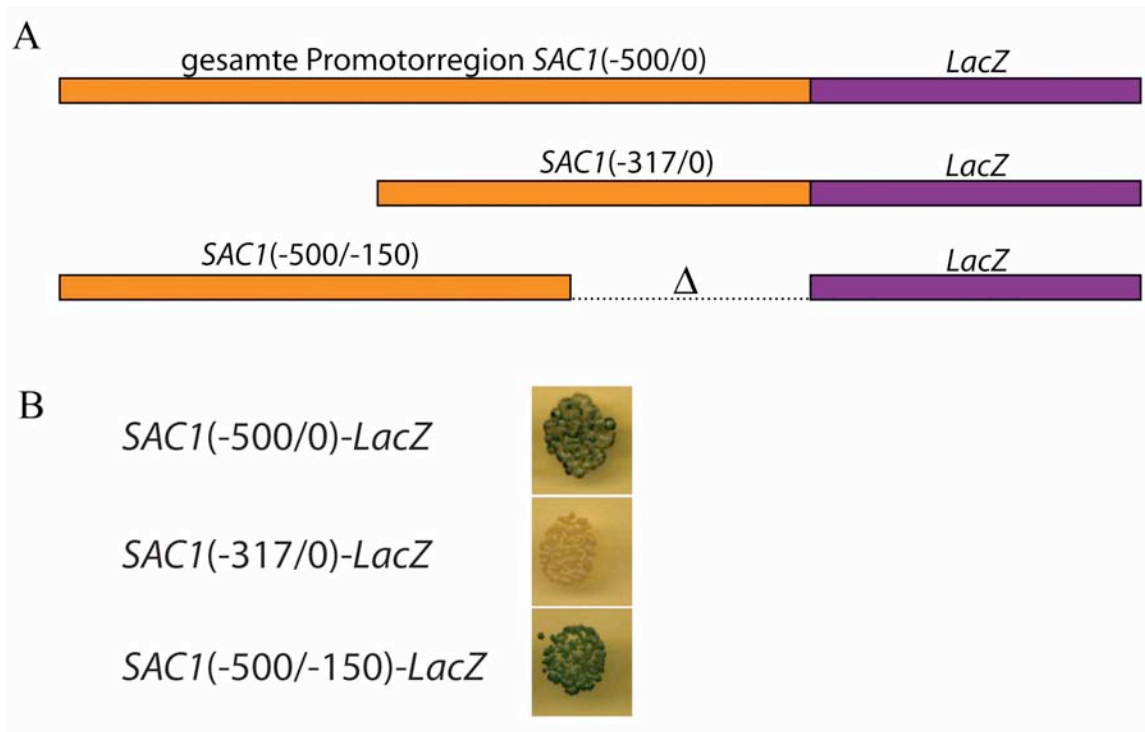 A
gesamte Promotorregion SAC1(-500/0) LacZ
SAC1(-317/0) LacZ
SAC1(-500/-150) LacZ
Δ
B
SAC1(-500/0)-LacZ
SAC1(-317/0)-LacZ
SAC1(-500/-150)-LacZ